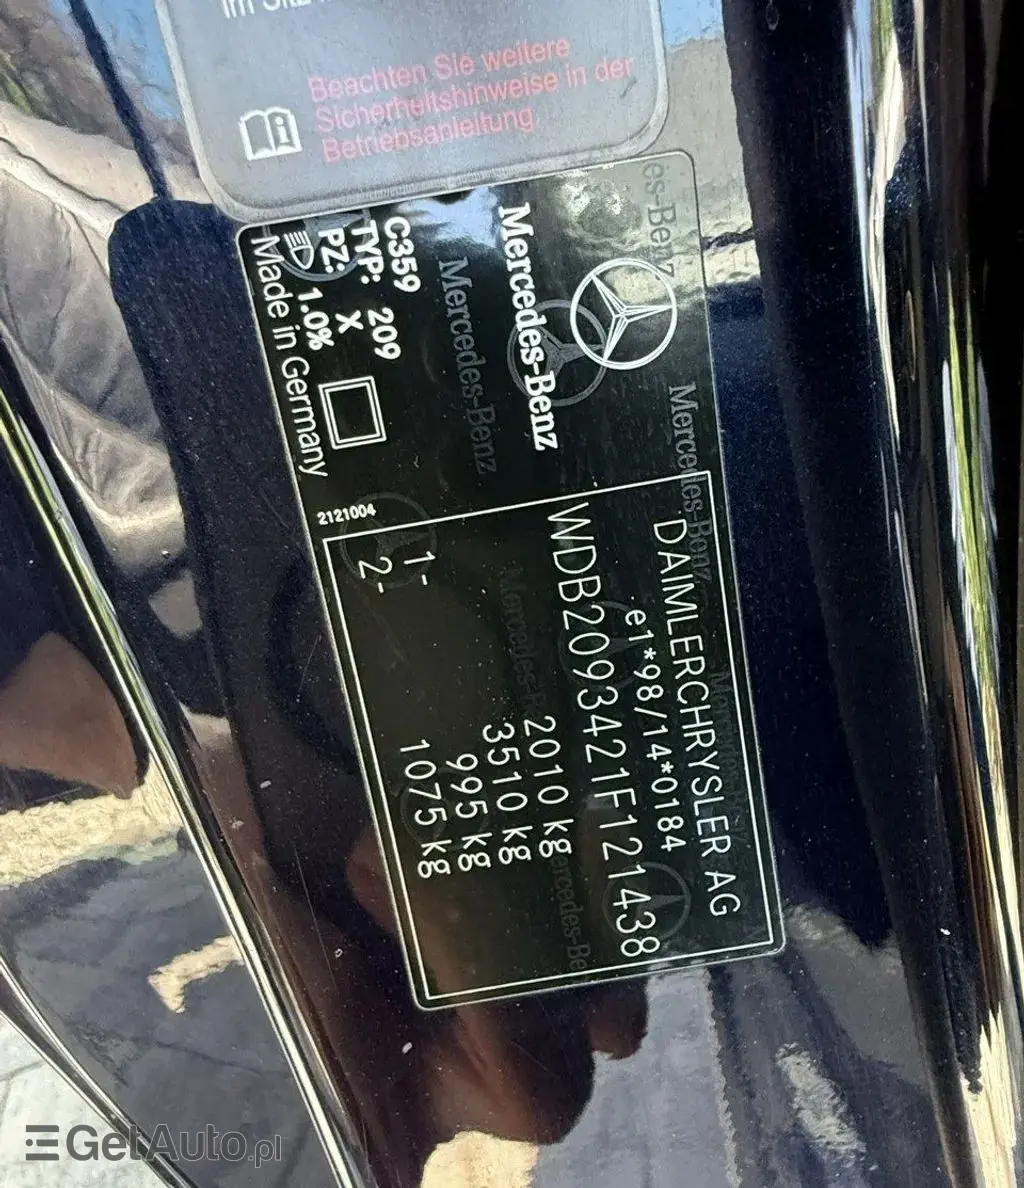 im Sitz
Beachten Sie weitere
Sicherheitshinweise in der
Betriebsanleitung
Mercedes-Benz
DAIMLERCHRYSLER AG
e1*98/14*0184
WDB2093421F121438
2010 kg
3510 kg
1- 995 kg
2- 1075 kg
C359
TYP: 209
PZ: X
1.0%
Made in Germany
2121004
GetAuto.pl